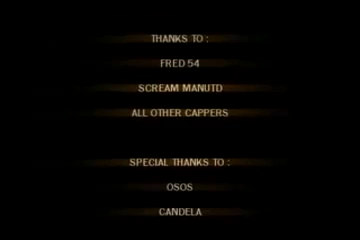 THANKS TO :
FRED 54
SCREAM MANUTD
ALL OTHER CAPPERS
SPECIAL THANKS TO :
OSOS
CANDELA